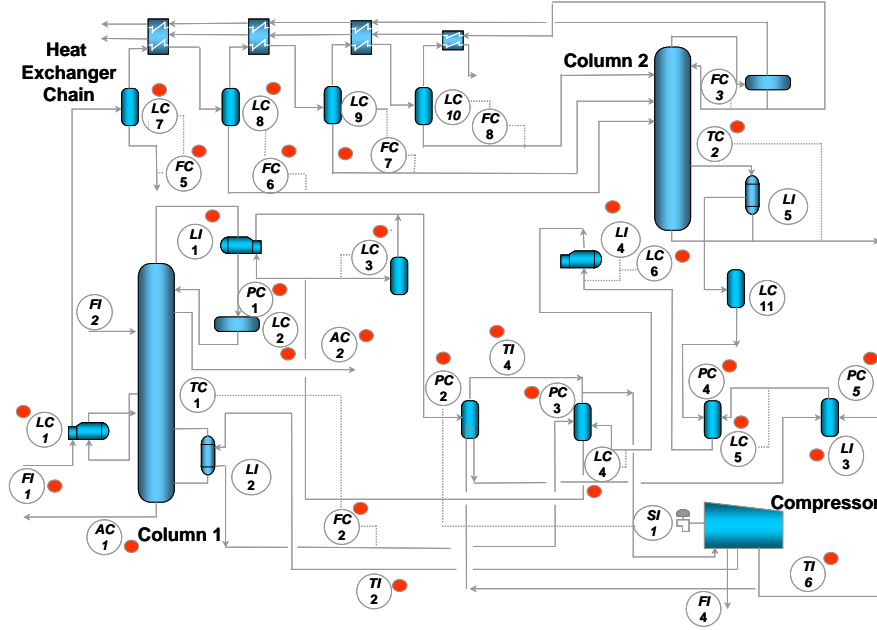 Heat
Exchanger
Chain
LC
7
LC
8
LC
9
LC
10
FC
8
FC
5
FC
6
FC
7
Column 2
FC
3
TC
2
LI
5
LI
1
LC
3
LI
4
LC
6
LC
11
FI
2
PC
1
LC
2
AC
2
TI
4
PC
2
PC
3
PC
4
PC
5
TC
1
LC
1
LI
2
LC
4
LC
5
LI
3
FI
1
AC
1
Column 1
FC
2
SI
1
Compressor
TI
2
FI
4
TI
6